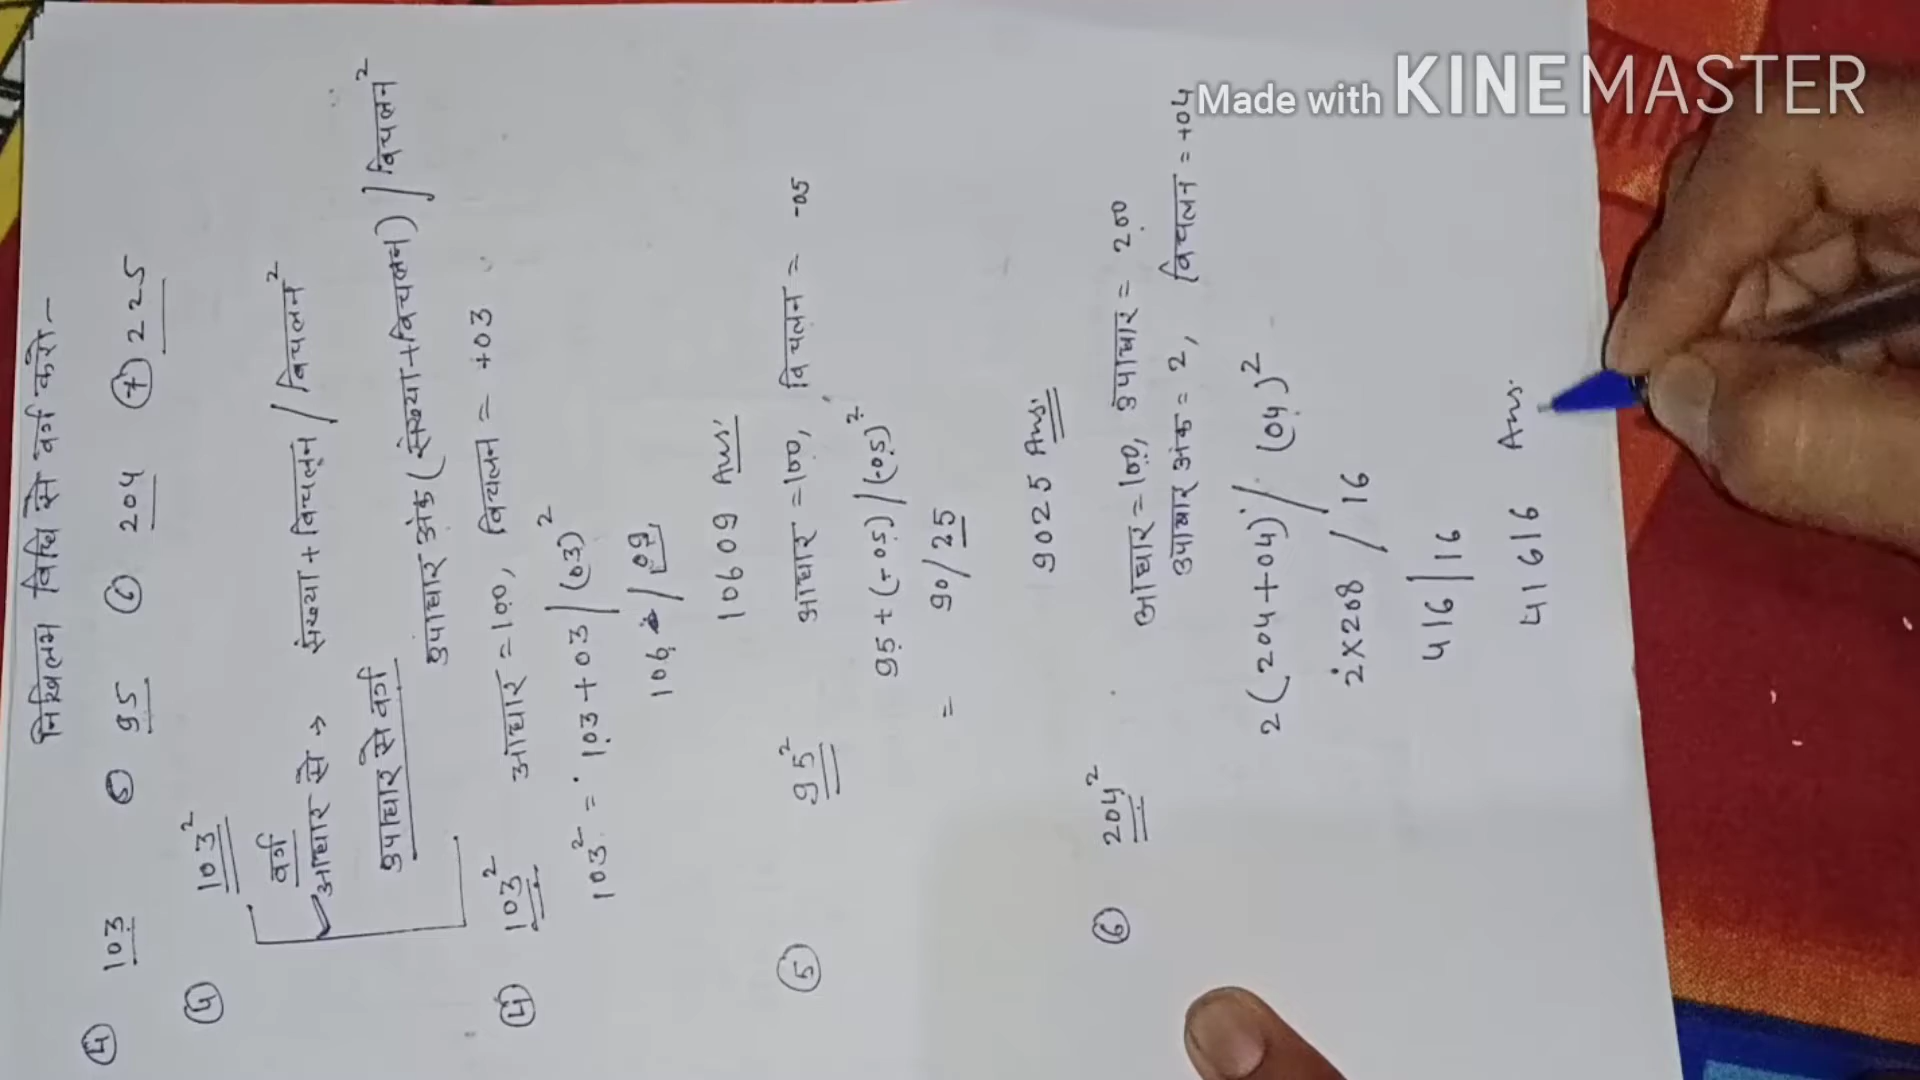 Made with KINEMASTER
निखिलम विधि से वर्ग करो-
④ 103 ⑤ 95 ⑥ 204 ⑦ 225
④ 103²
वर्ग
आधार से → संख्या + विचलन / विचलन²
उपाधार से वर्ग
उपाधार अंक (संख्या+विचलन) / विचलन²
④ 103² आधार = 100, विचलन = +03
103² = 103 + 03 / (03)²
106 / 09
10609 Ans.
⑤ 95² आधार = 100, विचलन = -05
95 + (-05) / (-05)²
= 90/25
9025 Ans.
⑥ 204² आधार = 100, उपाधार = 200
उपाधार अंक = 2, विचलन = +04
2(204+04) / (04)²
2×208 / 16
416 | 16
41616 Ans.